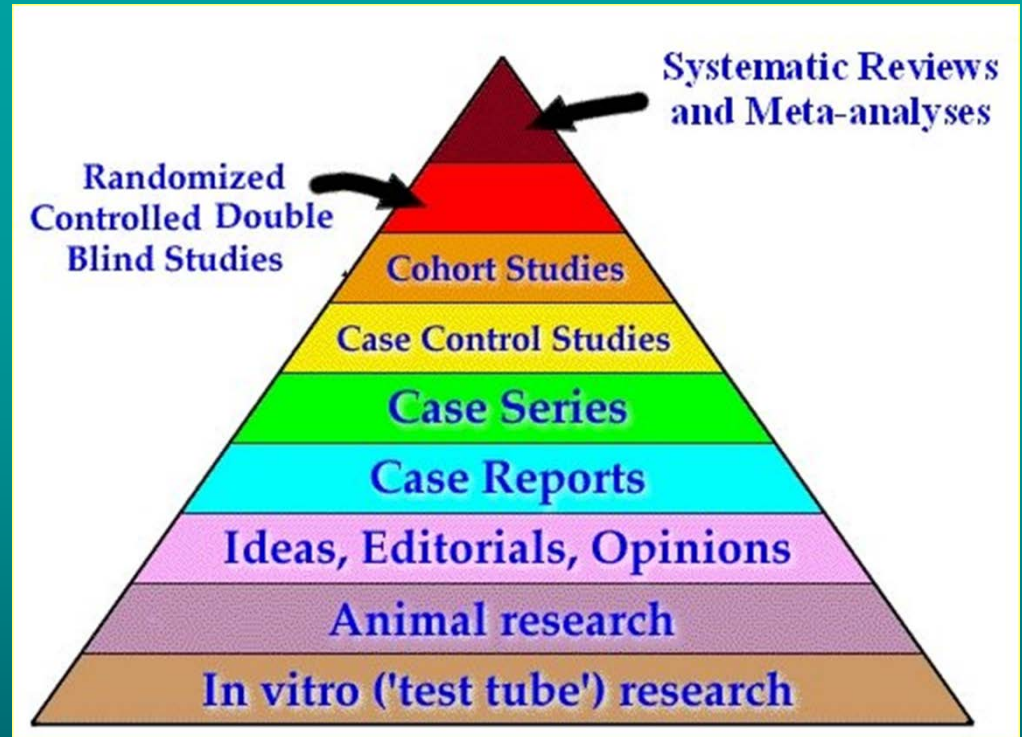 Systematic Reviews
and Meta-analyses
Randomized
Controlled Double
Blind Studies
Cohort Studies
Case Control Studies
Case Series
Case Reports
Ideas, Editorials, Opinions
Animal research
In vitro ('test tube') research